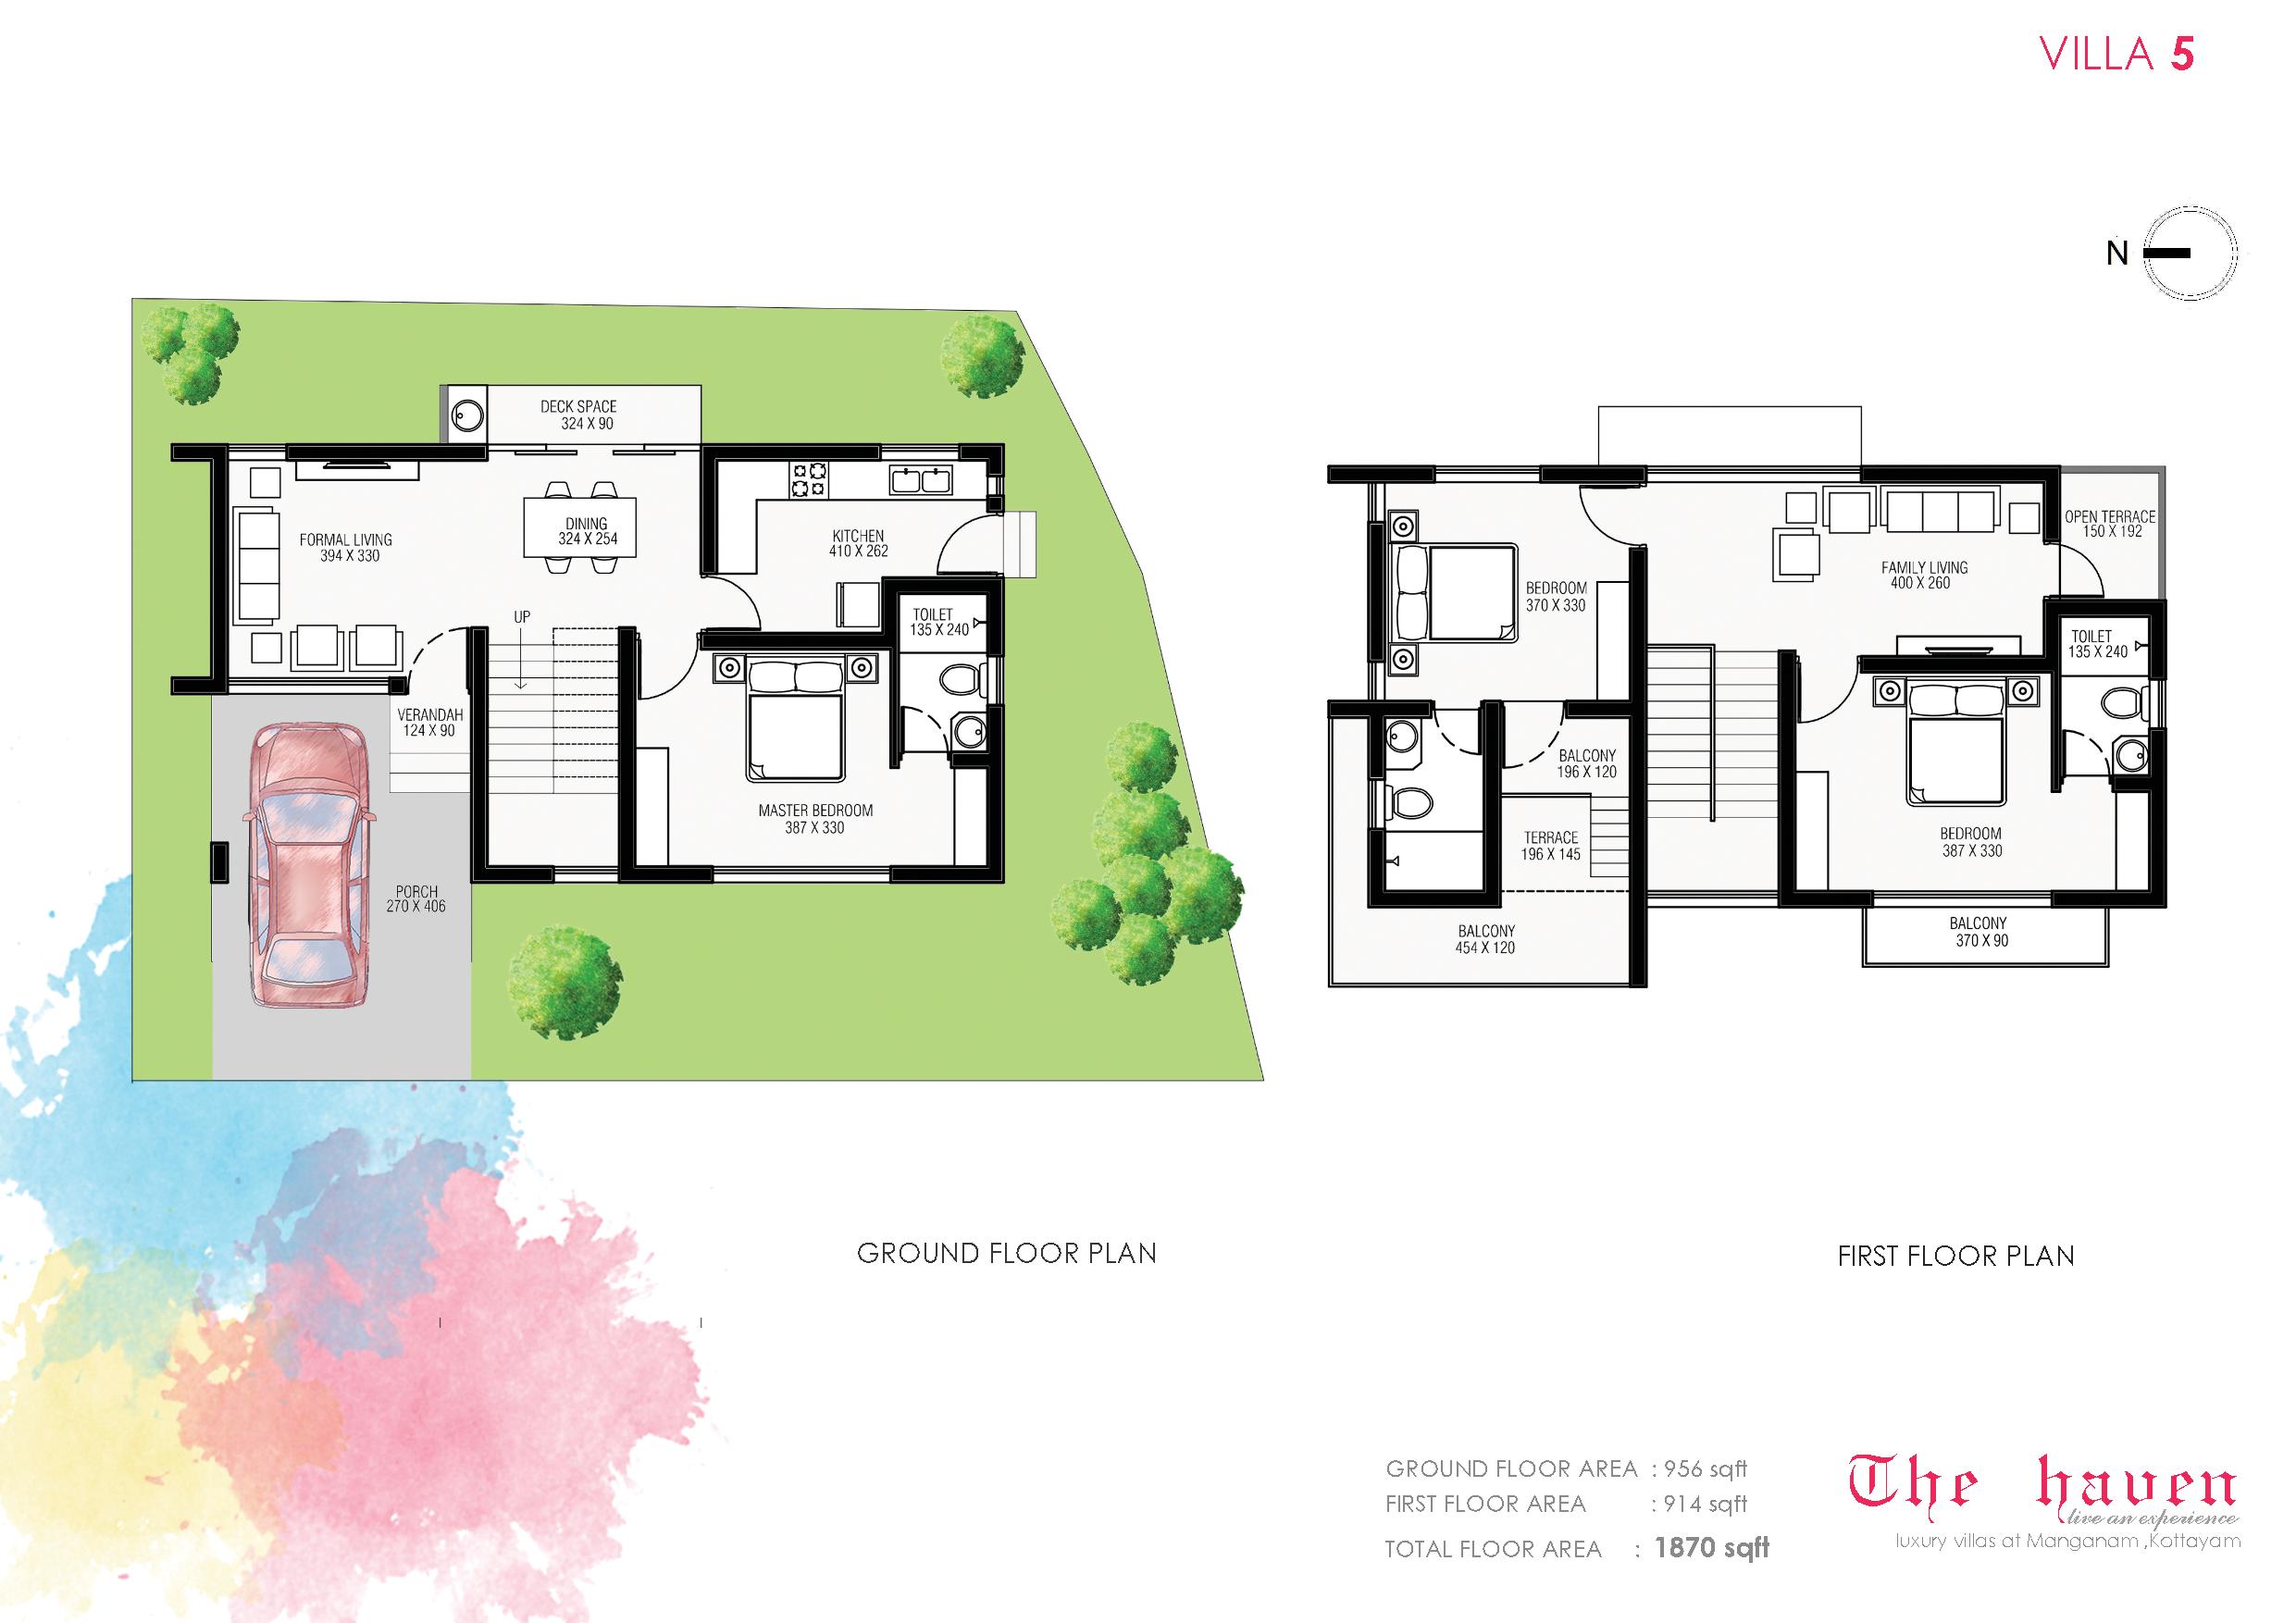 VILLA 5
N
DECK SPACE
324 X 90
FORMAL LIVING
394 X 330
DINING
324 X 254
KITCHEN
410 X 262
UP
TOILET
135 X 240
VERANDAH
124 X 90
MASTER BEDROOM
387 X 330
PORCH
270 X 406
OPEN TERRACE
150 X 192
FAMILY LIVING
400 X 260
BEDROOM
370 X 330
TOILET
135 X 240
BALCONY
196 X 120
TERRACE
196 X 145
BEDROOM
387 X 330
BALCONY
454 X 120
BALCONY
370 X 90
GROUND FLOOR PLAN
FIRST FLOOR PLAN
GROUND FLOOR AREA : 956 sqft
FIRST FLOOR AREA : 914 sqft
TOTAL FLOOR AREA : 1870 sqft
The haven
live an experience
luxury villas at Manganam ,Kottayam